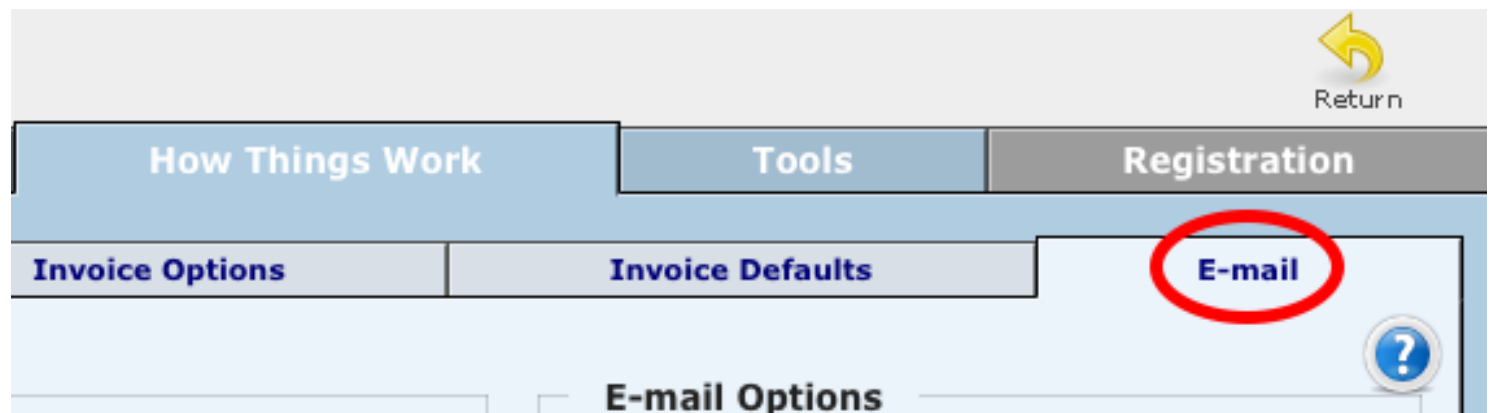 Return
How Things Work Tools Registration
Invoice Options Invoice Defaults E-mail
?
E-mail Options